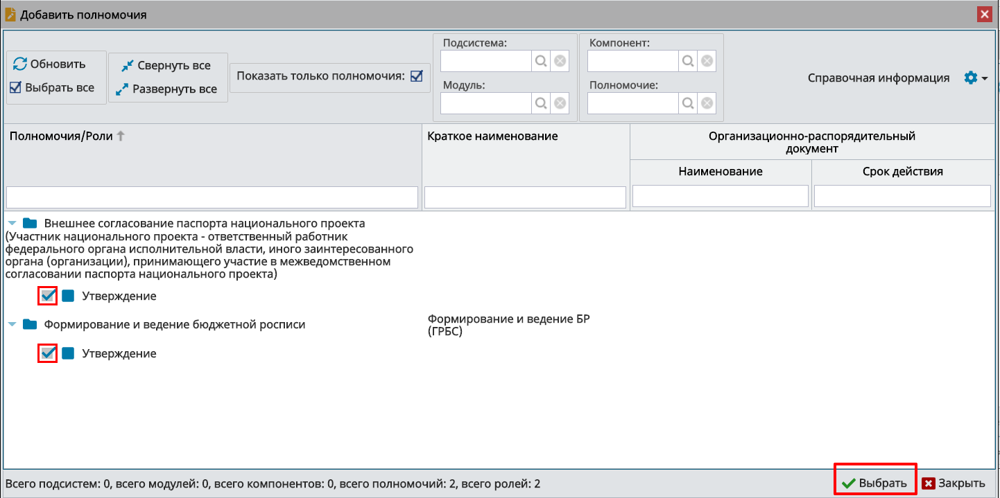 Добавить полномочия
Обновить
Выбрать все
Свернуть все
Развернуть все
Показать только полномочия:
Подсистема:
Модуль:
Компонент:
Полномочие:
Справочная информация
Полномочия/Роли
Краткое наименование
Организационно-распорядительный
документ
Наименование
Срок действия
Внешнее согласование паспорта национального проекта
(Участник национального проекта - ответственный работник
федерального органа исполнительной власти, иного заинтересованного
органа (организации), принимающего участие в межведомственном
согласовании паспорта национального проекта)
Утверждение
Формирование и ведение бюджетной росписи
Формирование и ведение БР
(ГРБС)
Утверждение
Всего подсистем: 0, всего модулей: 0, всего компонентов: 0, всего полномочий: 2, всего ролей: 2
Выбрать
Закрыть